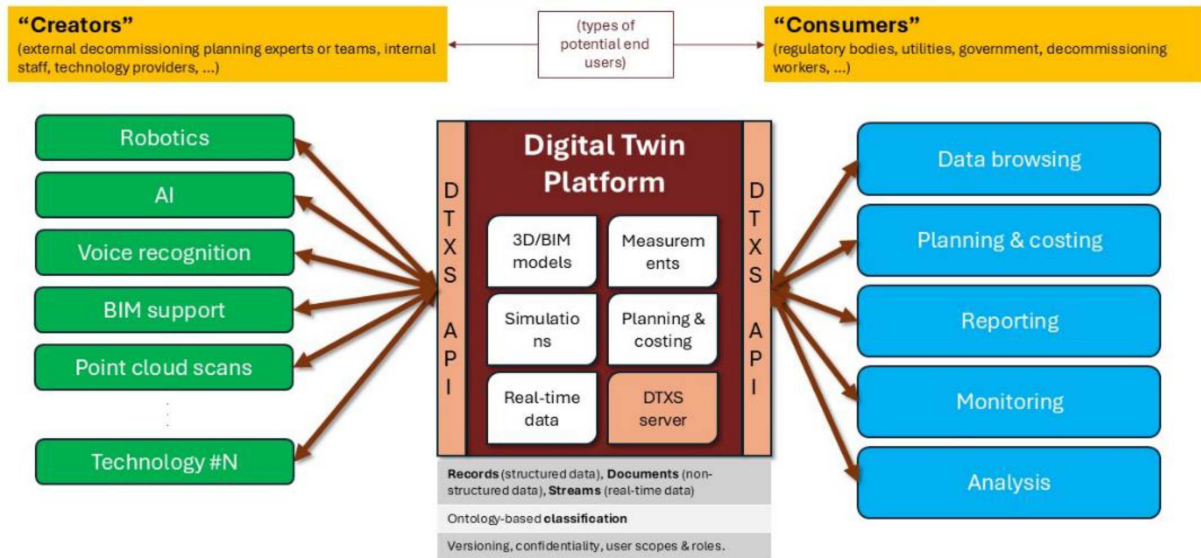 “Creators”
(external decommissioning planning experts or teams, internal
staff, technology providers, ...)
(types of
potential end
users)
“Consumers”
(regulatory bodies, utilities, government, decommissioning
workers, ...)
Robotics
AI
Voice recognition
BIM support
Point cloud scans
Technology #N
DTXS API
Digital Twin
Platform
3D/BIM
models
Measurem
ents
Simulatio
ns
Planning &
costing
Real-time
data
DTXS
server
DTXS API
Records (structured data), Documents (non-
structured data), Streams (real-time data)
Ontology-based classification
Versioning, confidentiality, user scopes & roles.
Data browsing
Planning & costing
Reporting
Monitoring
Analysis